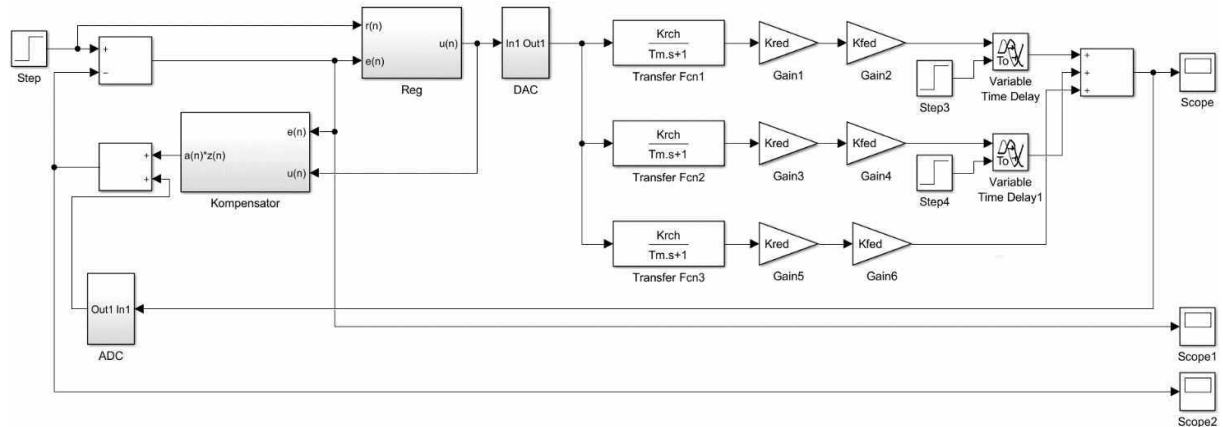 Step
+
−
r(n)
e(n)
u(n)
Reg
In1 Out1
DAC
Krch
Tm.s+1
Transfer Fcn1
Kred
Gain1
Kfed
Gain2
Step3
To
Variable
Time Delay
+
+
+
Scope
+
+
a(n)*z(n)
e(n)
u(n)
Kompensator
Krch
Tm.s+1
Transfer Fcn2
Kred
Gain3
Kfed
Gain4
Step4
To
Variable
Time Delay1
Krch
Tm.s+1
Transfer Fcn3
Kred
Gain5
Kfed
Gain6
Out1 In1
ADC
Scope1
Scope2